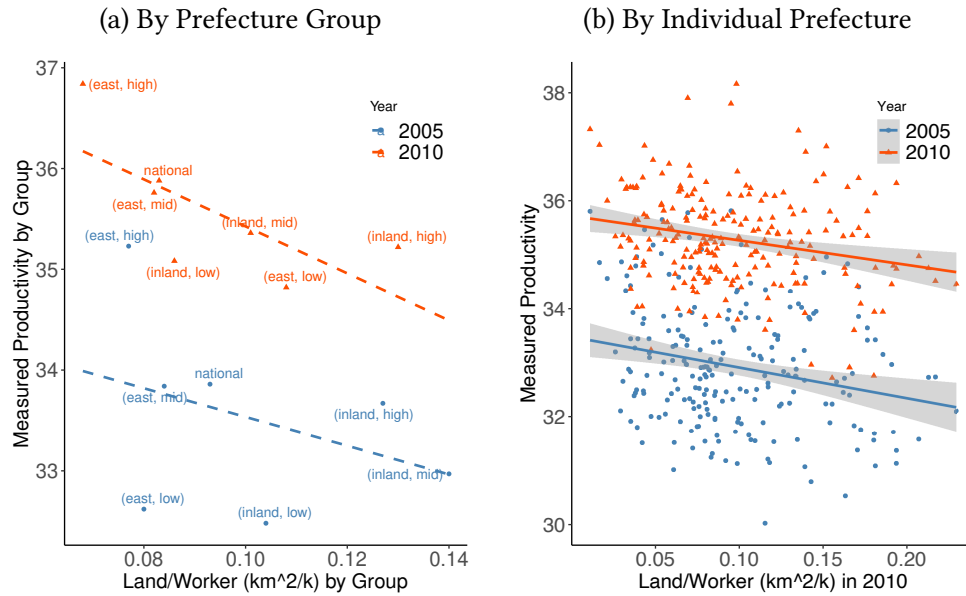 (a) By Prefecture Group
(b) By Individual Prefecture
Measured Productivity by Group
37
36
35
34
33
(east, high)
Year
2005
2010
national
(east, mid)
(east, high)
(inland, mid)
(inland, high)
(inland, low)
(east, low)
national
(east, mid)
(inland, high)
(inland, mid)
(east, low)
(inland, low)
0.08
0.10
0.12
0.14
Land/Worker (km^2/k) by Group
Measured Productivity
38
36
34
32
30
Year
2005
2010
0.05
0.10
0.15
0.20
Land/Worker (km^2/k) in 2010